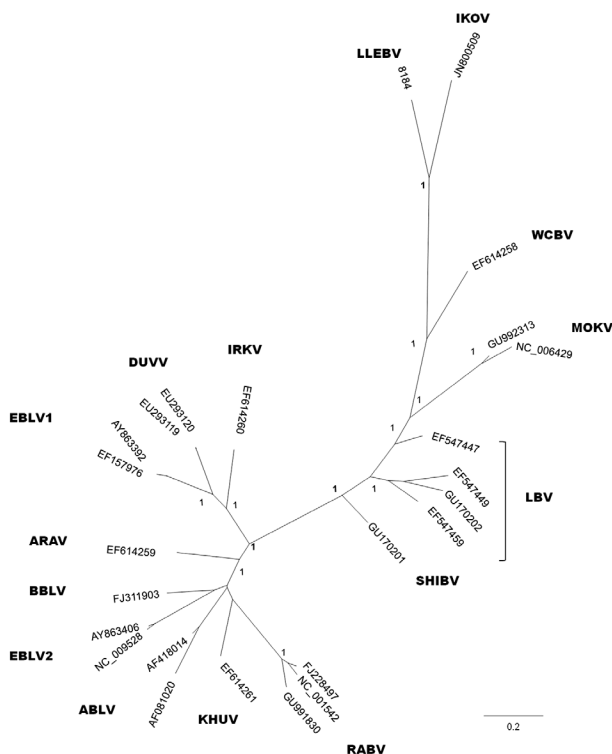 IKOV
LLEBV
JN800509
8184
WCBV
EF614258
1
MOKV
GU992313
NC_006429
1
1
1
IRKV
DUVV
EU293120
EU293119
EF614260
EBLV1
AY863392
EF157976
1
1
1
EF547447
EF547449
GU170202
EF547459
LBV
1
1
GU170201
SHIBV
ARAV
EF614259
1
1
BBLV
FJ311903
AY863406
NC_009528
EBLV2
AF418014
AF081020
ABLV
EF614261
KHUV
1
FJ228497
NC_001542
GU991830
RABV
0.2